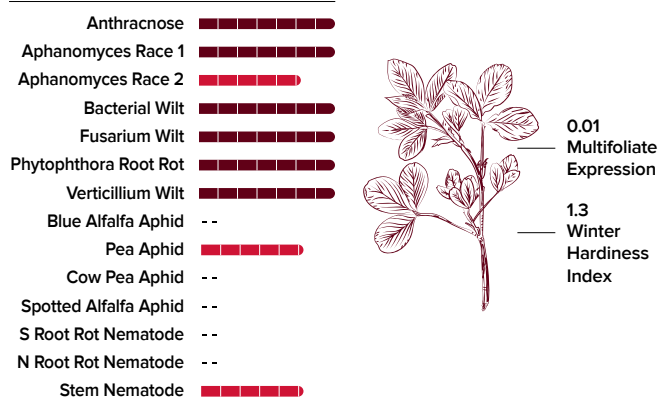 Anthracnose
Aphanomyces Race 1
Aphanomyces Race 2
Bacterial Wilt
Fusarium Wilt
Phytophthora Root Rot
Verticillium Wilt
Blue Alfalfa Aphid --
Pea Aphid
Cow Pea Aphid --
Spotted Alfalfa Aphid --
S Root Rot Nematode --
N Root Rot Nematode --
Stem Nematode
0.01
Multifoliate
Expression
1.3
Winter
Hardiness
Index